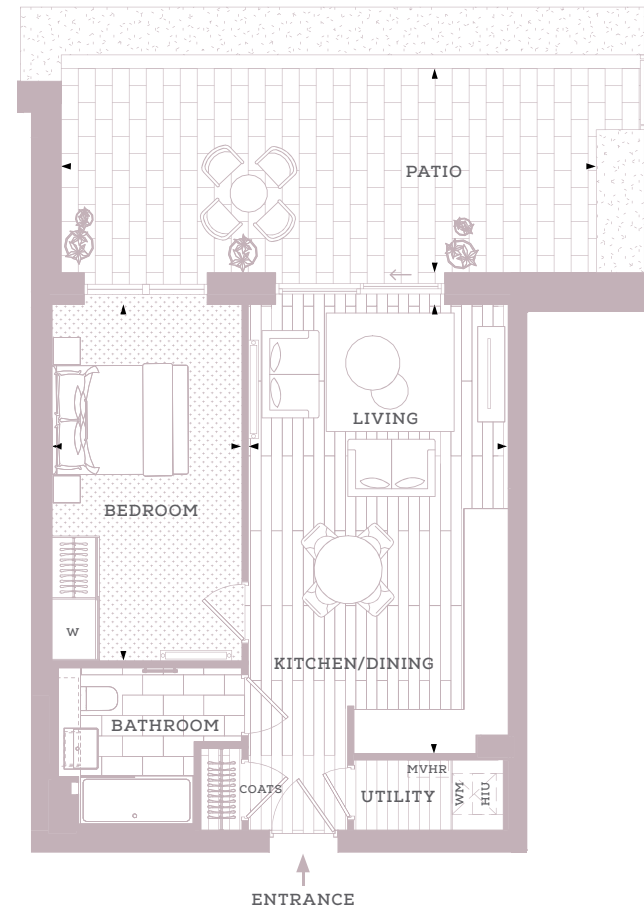 PATIO
LIVING
BEDROOM
W
KITCHEN/DINING
BATHROOM
COATS
MVHR
UTILITY
WM
HIU
ENTRANCE